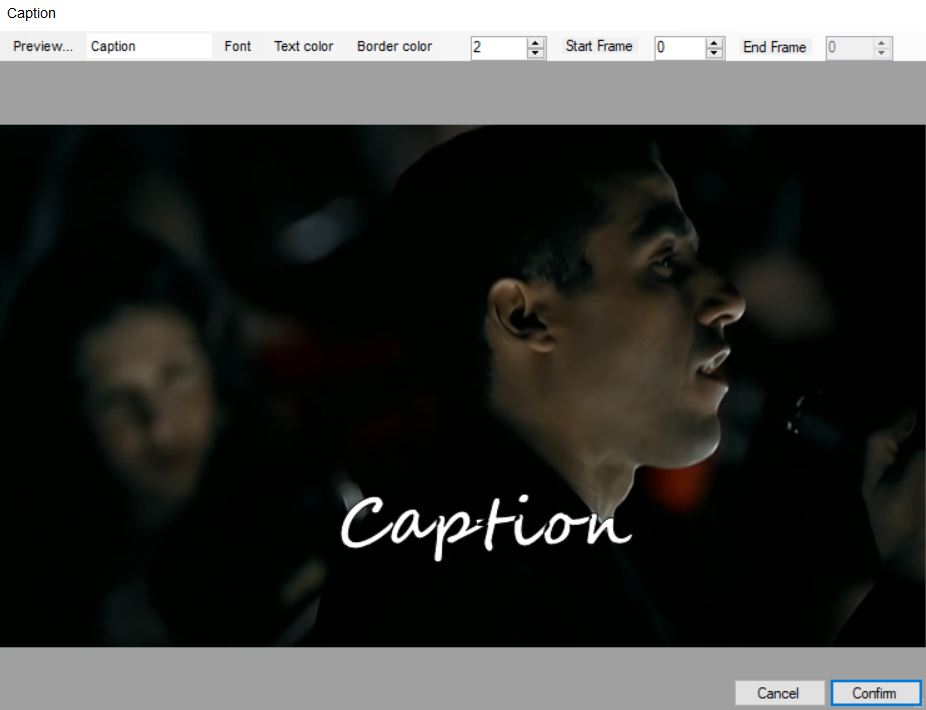 Caption
Preview... Caption Font Text color Border color 2 Start Frame 0 End Frame 0
Caption
Cancel Confirm